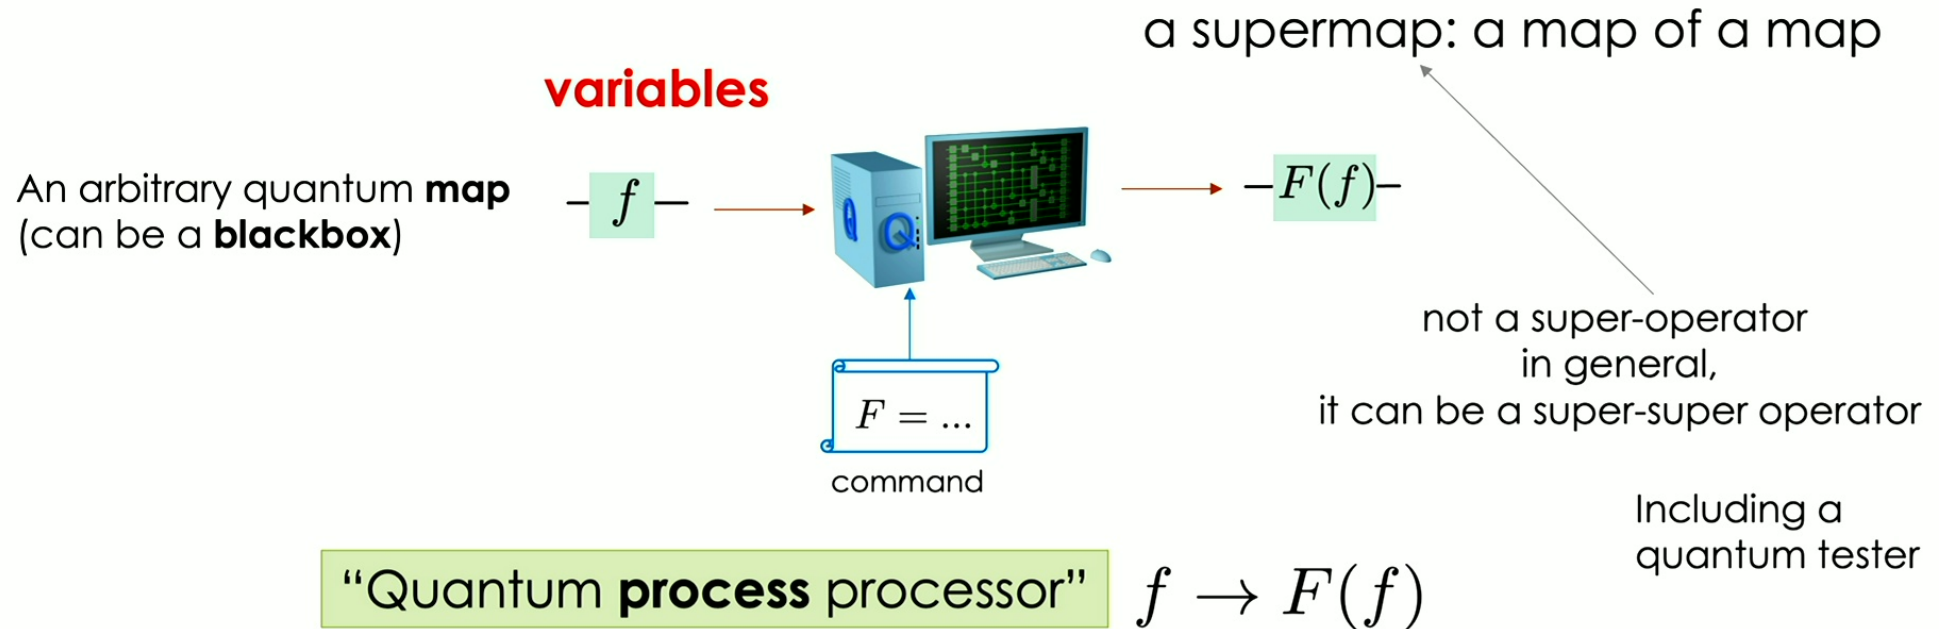 a supermap: a map of a map
variables
An arbitrary quantum map
(can be a blackbox)
f
F(f)
Q
Q
not a super-operator
in general,
it can be a super-super operator
F = ...
command
Including a
quantum tester
“Quantum process processor”
f → F(f)